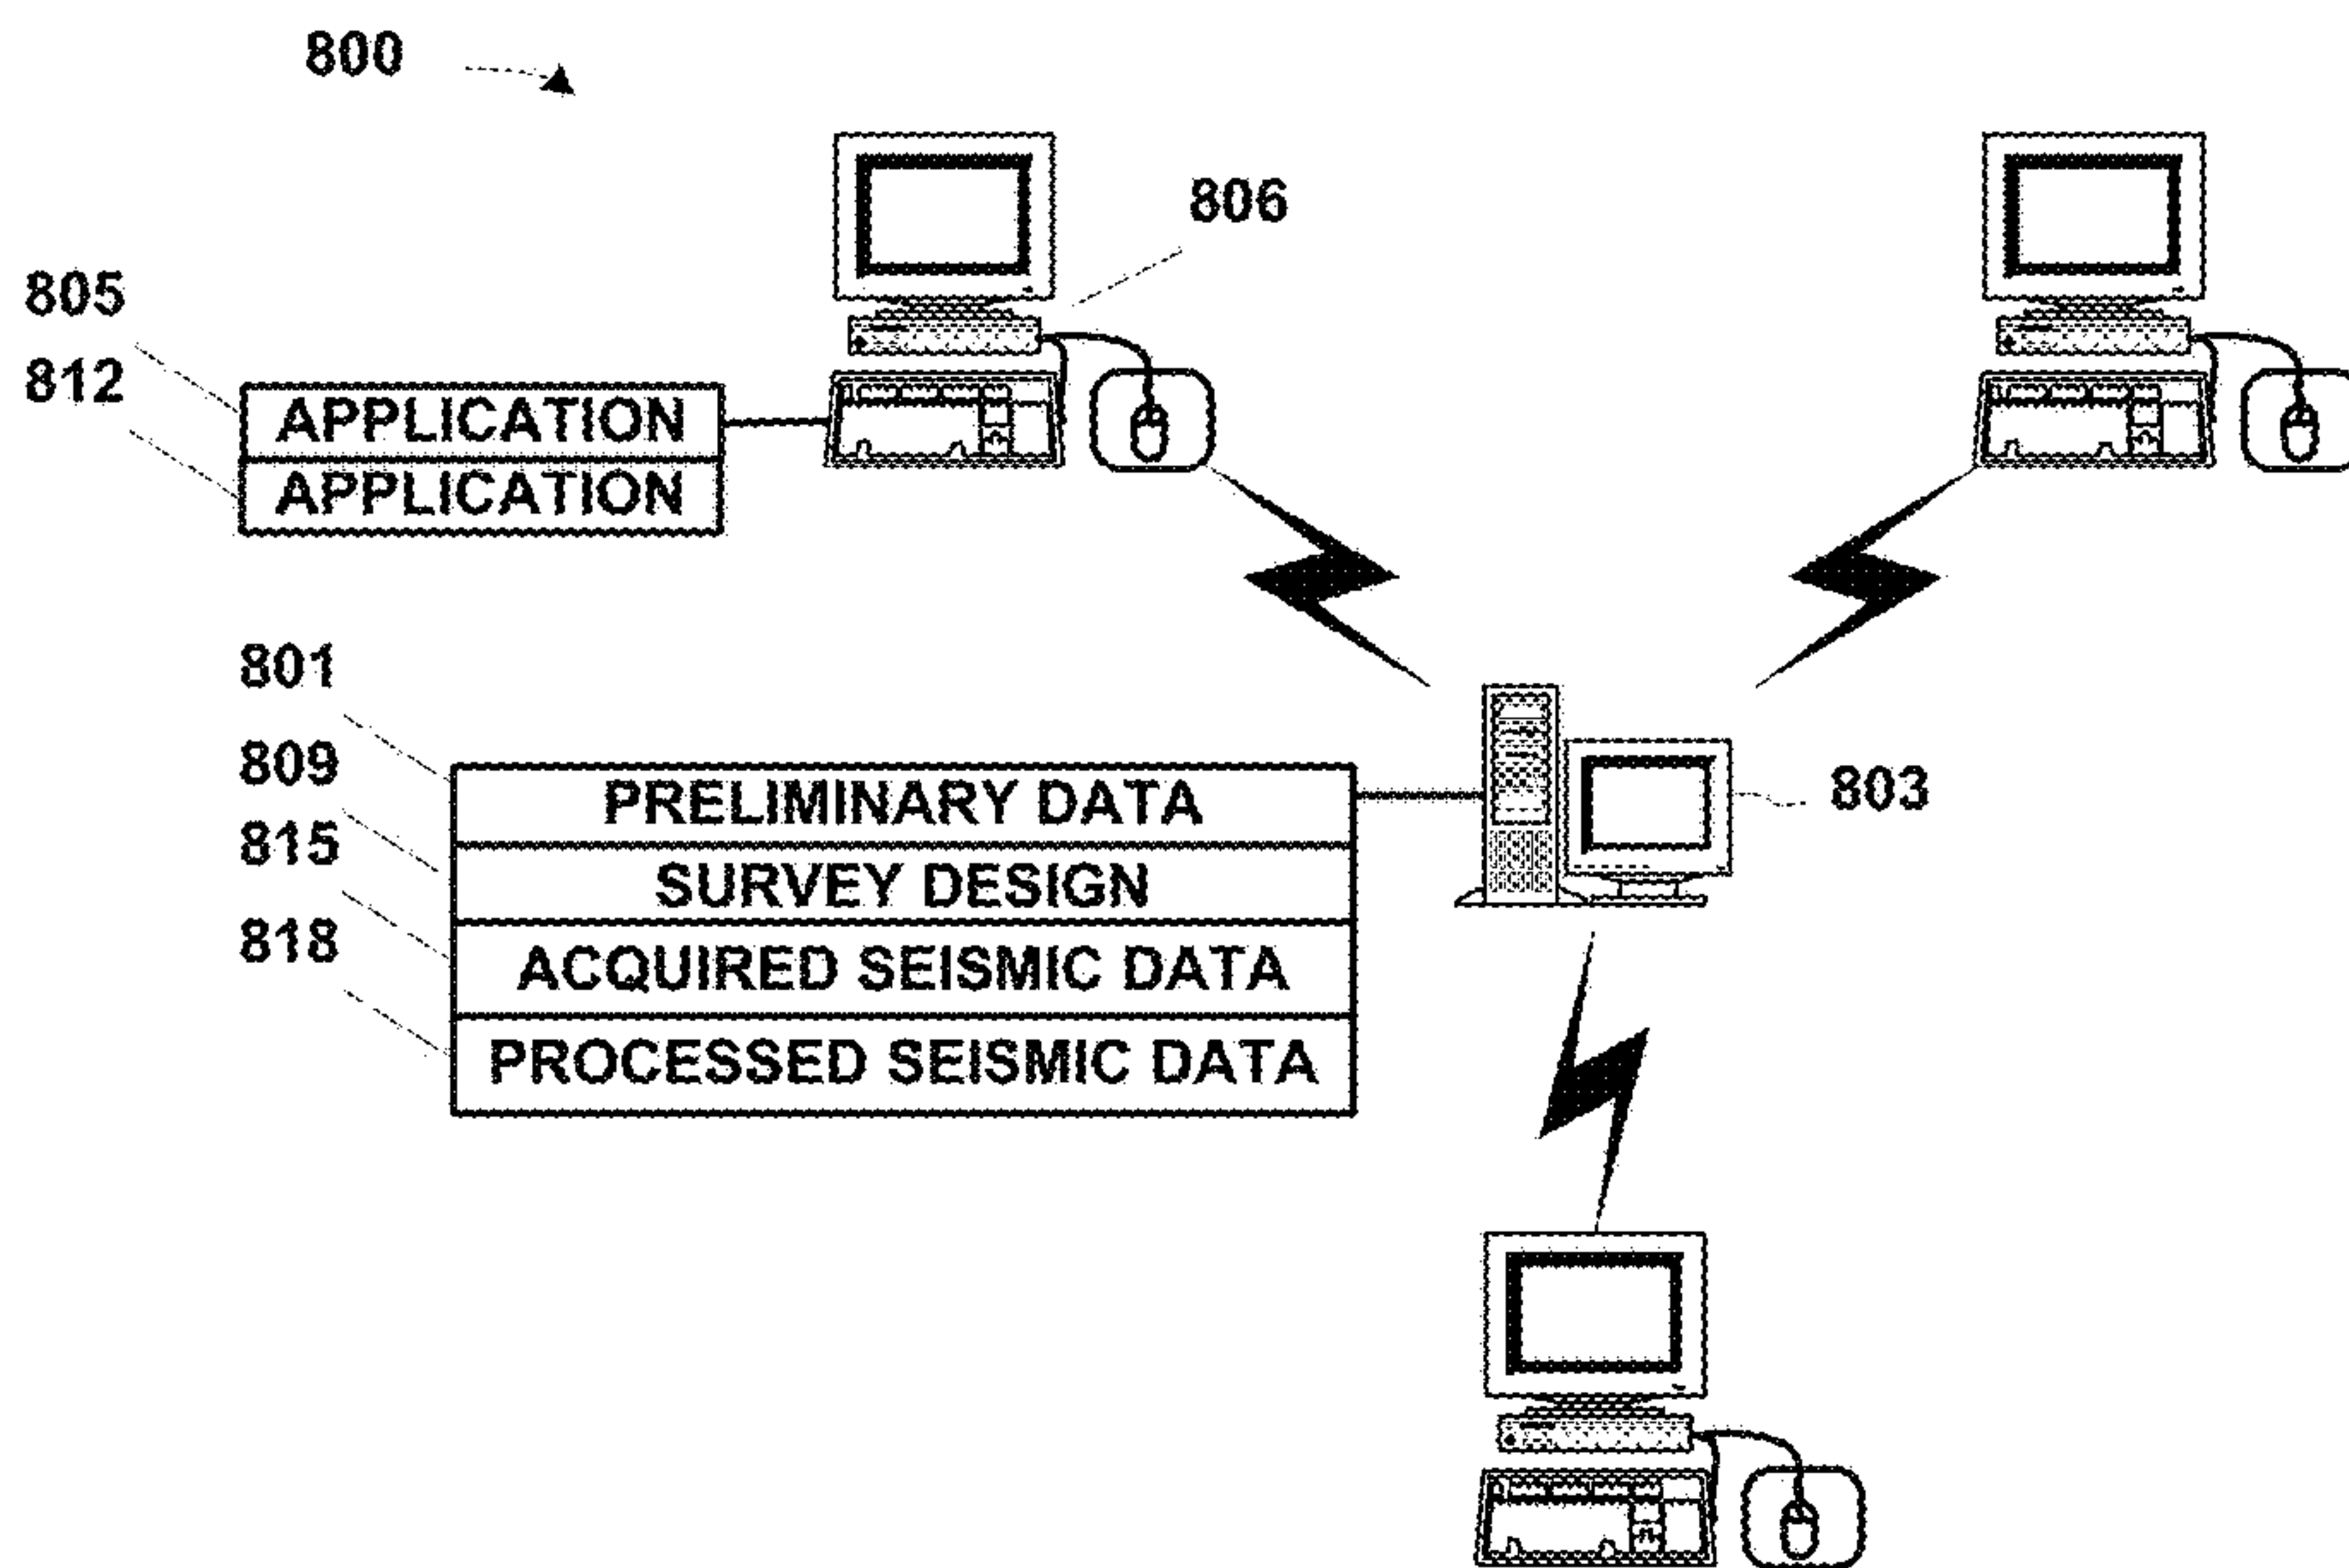 800
806
805
812
APPLICATION
APPLICATION
801
809
815
818
PRELIMINARY DATA
SURVEY DESIGN
ACQUIRED SEISMIC DATA
PROCESSED SEISMIC DATA
803